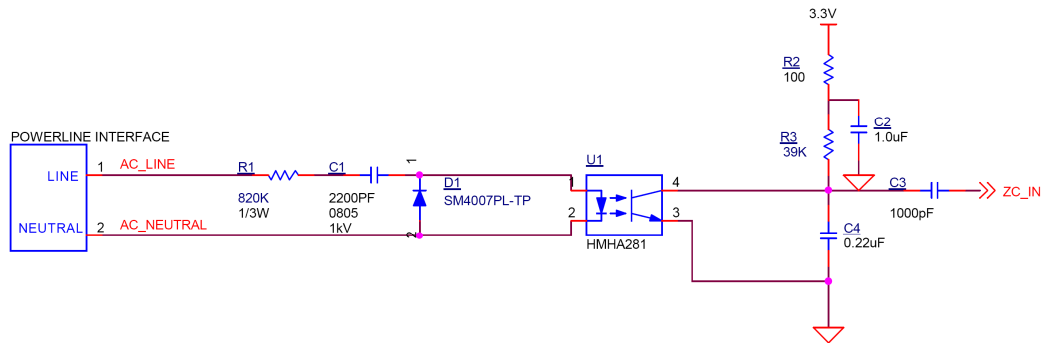 3.3V
R2
100
C2
1.0uF
R3
39K
POWERLINE INTERFACE
LINE
1
AC_LINE
R1
820K
1/3W
C1
2200PF
0805
1kV
1
D1
SM4007PL-TP
2
U1
1
2
4
3
HMHA281
C3
1000pF
ZC_IN
NEUTRAL
2
AC_NEUTRAL
C4
0.22uF